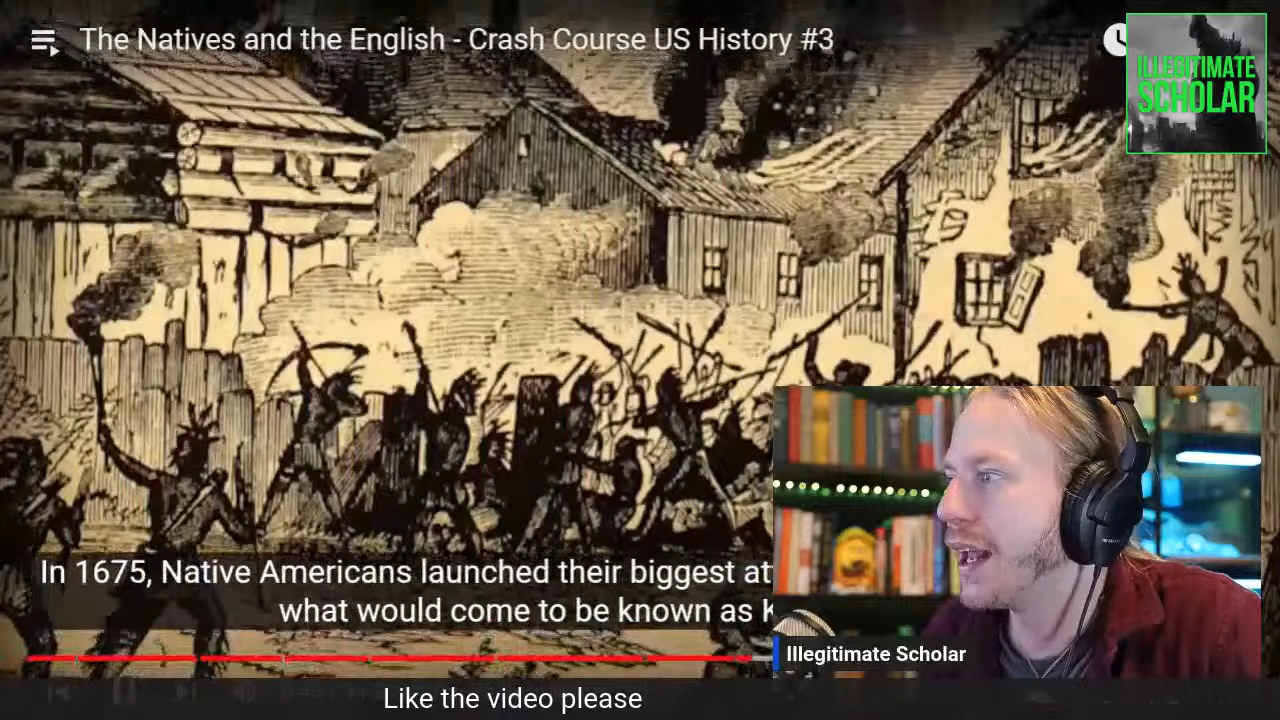 The Natives and the English - Crash Course US History #3
ILLEGITIMATE
SCHOLAR
In 1675, Native Americans launched their biggest at
what would come to be known as K
Illegitimate Scholar
Like the video please